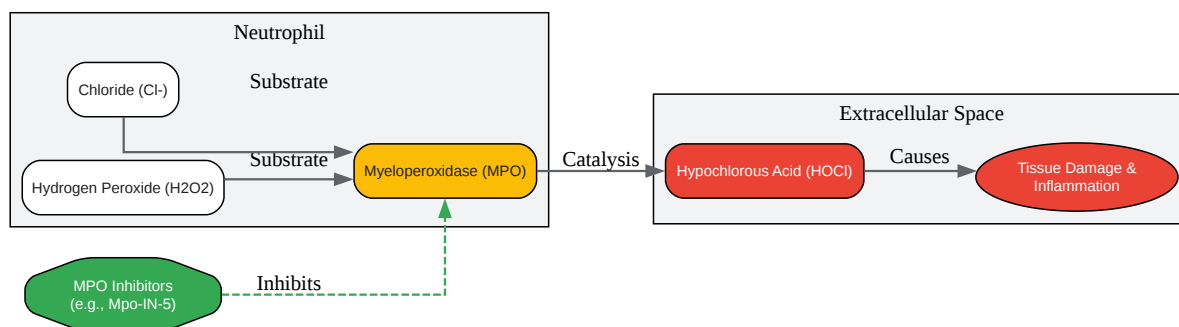 Neutrophil
Chloride (Cl-)
Substrate
Hydrogen Peroxide (H2O2)
Substrate
Myeloperoxidase (MPO)
Catalysis
Extracellular Space
Hypochlorous Acid (HOCl)
Causes
Tissue Damage &
Inflammation
MPO Inhibitors
(e.g., Mpo-IN-5)
Inhibits